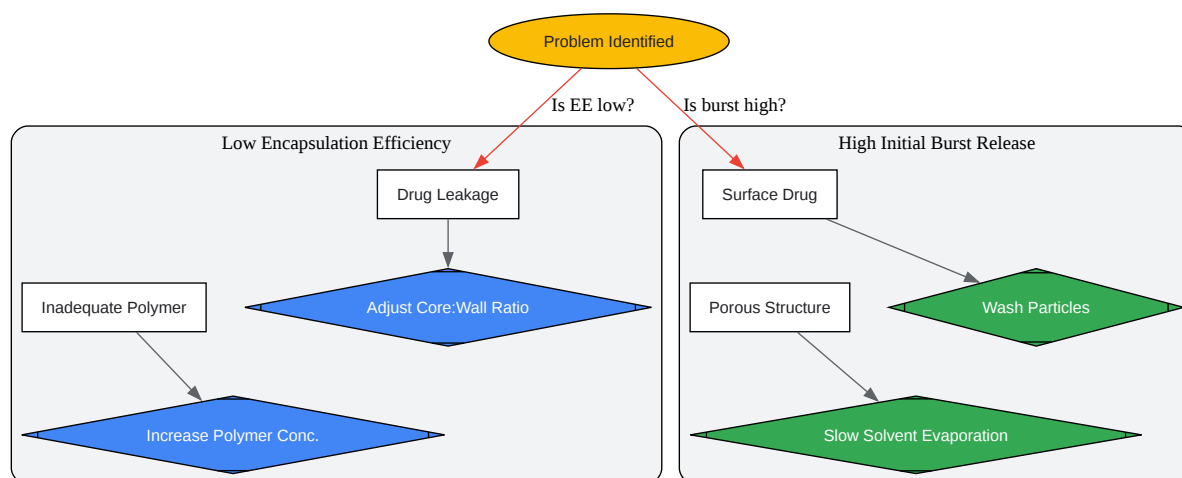 Problem Identified
Is EE low?
Is burst high?
Low Encapsulation Efficiency
Drug Leakage
Adjust Core:Wall Ratio
Inadequate Polymer
Increase Polymer Conc.
High Initial Burst Release
Surface Drug
Wash Particles
Porous Structure
Slow Solvent Evaporation